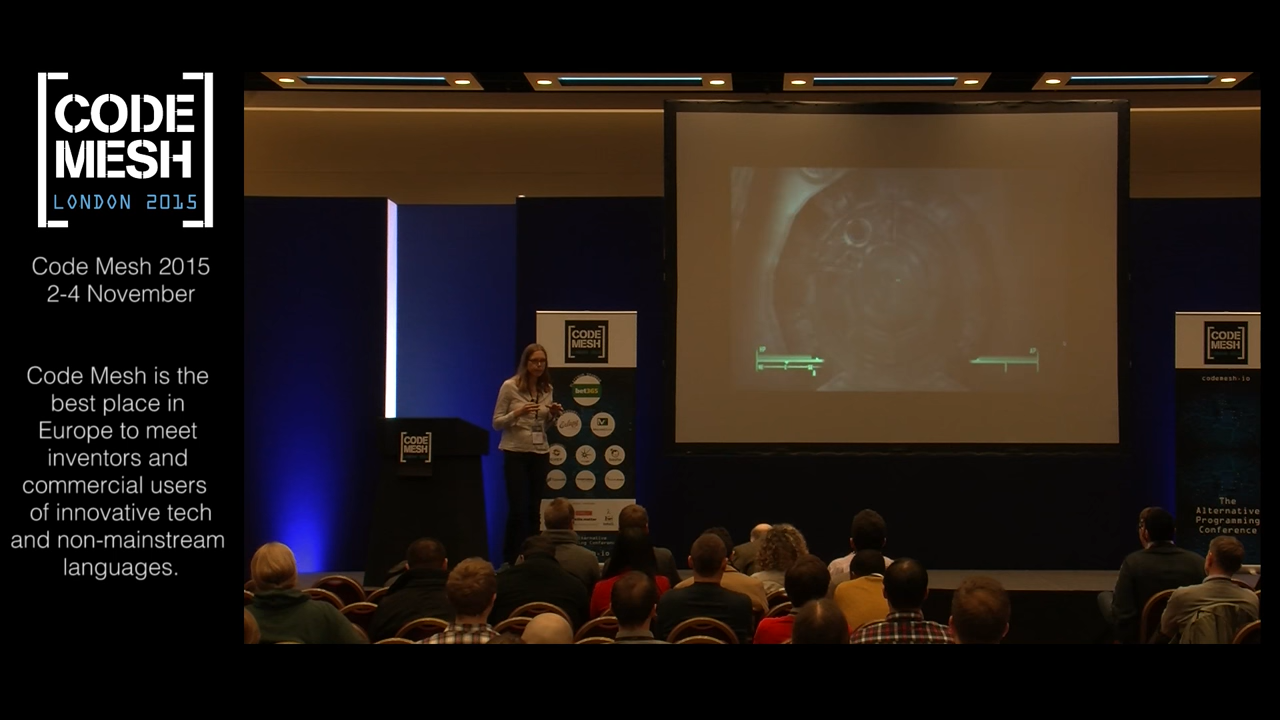 CODE
MESH
LONDON 2015
Code Mesh 2015
2-4 November
Code Mesh is the
best place in
Europe to meet
inventors and
commercial users
of innovative tech
and non-mainstream
languages.
CODE
MESH
bet365
CODE
MESH
CODE
MESH
codemesh.io
The
Alternative
Programming
Conference